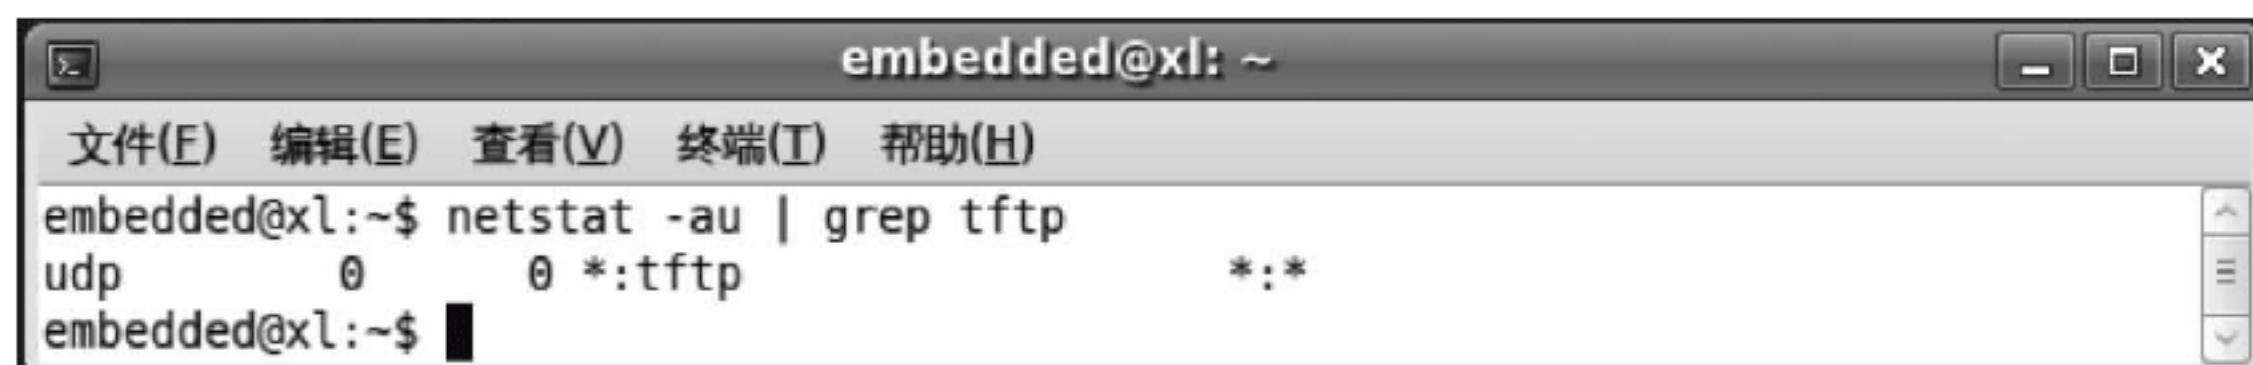 embedded@xl: ~
文件(F) 编辑(E) 查看(V) 终端(T) 帮助(H)
embedded@xl:~$ netstat -au | grep tftp
udp        0      0 *:tftp                  *:*
embedded@xl:~$